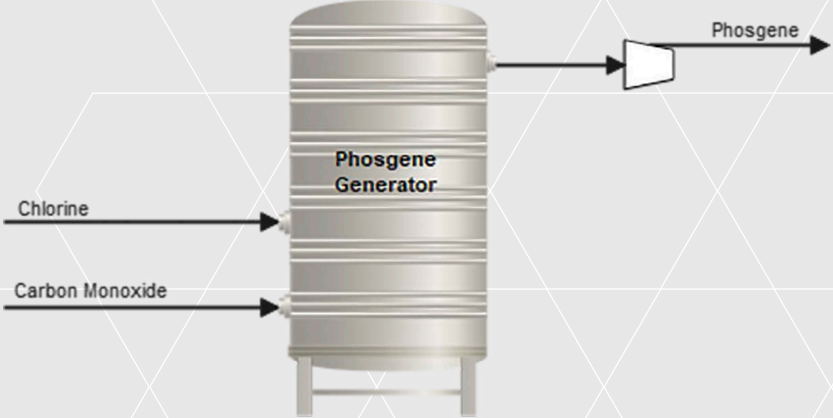 Phosgene
Phosgene
Generator
Chlorine
Carbon Monoxide